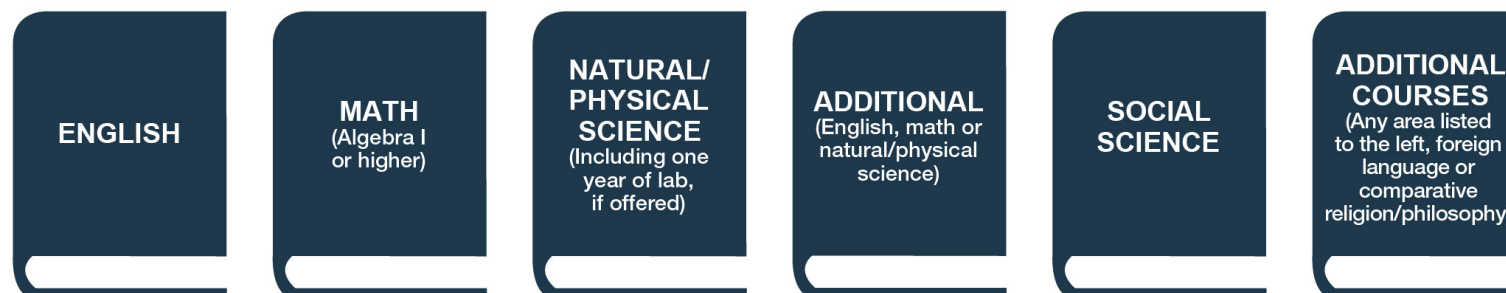 ENGLISH
MATH
(Algebra I
or higher)
NATURAL/
PHYSICAL
SCIENCE
(Including one
year of lab,
if offered)
ADDITIONAL
(English, math or
natural/physical
science)
SOCIAL
SCIENCE
ADDITIONAL
COURSES
(Any area listed
to the left, foreign
language or
comparative
religion/philosophy